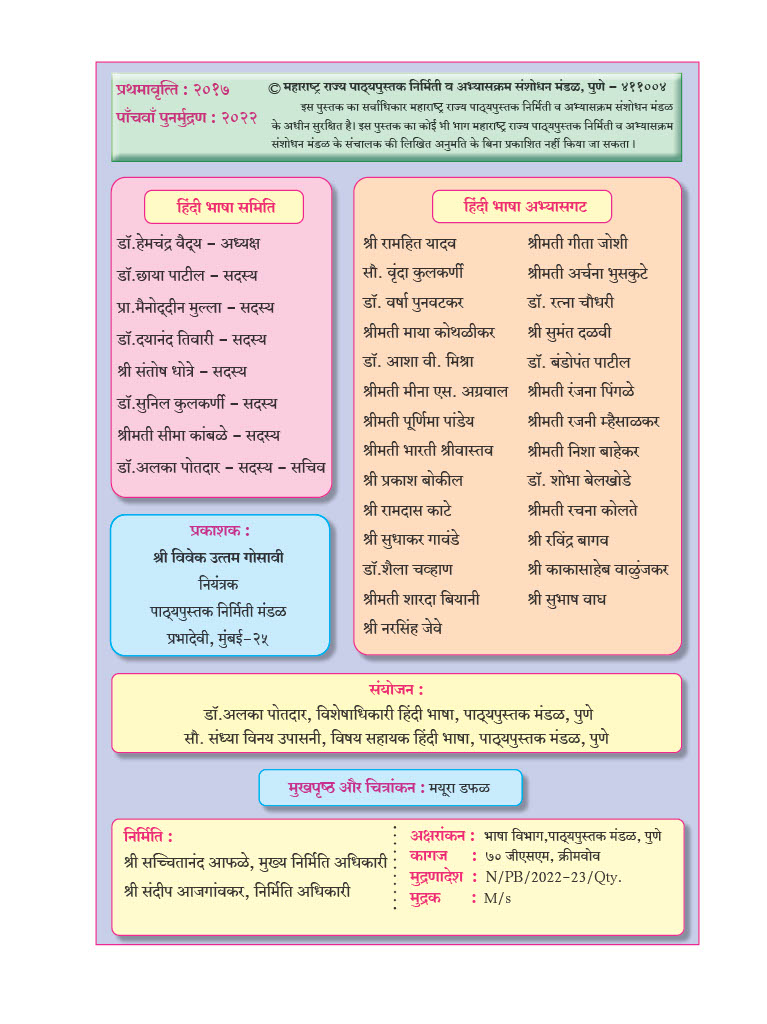 प्रथमावृत्ति : २०१७
पाँचवाँ पुनर्मुद्रण : २०२२
© महाराष्ट्र राज्य पाठ्यपुस्तक निर्मिती व अभ्यासक्रम संशोधन मंडळ, पुणे – ४११००४
इस पुस्तक का सर्वाधिकार महाराष्ट्र राज्य पाठ्यपुस्तक निर्मिती व अभ्यासक्रम संशोधन मंडळ
के अधीन सुरक्षित है। इस पुस्तक का कोई भी भाग महाराष्ट्र राज्य पाठ्यपुस्तक निर्मिती व अभ्यासक्रम
संशोधन मंडळ के संचालक की लिखित अनुमति के बिना प्रकाशित नहीं किया जा सकता ।
हिंदी भाषा समिति
डॉ.हेमचंद्र वैद्य – अध्यक्ष
डॉ.छाया पाटील – सदस्य
प्रा.मैनोद्दीन मुल्ला – सदस्य
डॉ.दयानंद तिवारी – सदस्य
श्री संतोष धोत्रे – सदस्य
डॉ.सुनिल कुलकर्णी – सदस्य
श्रीमती सीमा कांबळे – सदस्य
डॉ.अलका पोतदार – सदस्य – सचिव
प्रकाशक :
श्री विवेक उत्तम गोसावी
नियंत्रक
पाठ्यपुस्तक निर्मिती मंडळ
प्रभादेवी, मुंबई–२५
हिंदी भाषा अभ्यासगट
श्री रामहित यादव
सौ. वृंदा कुलकर्णी
डॉ. वर्षा पुनवटकर
श्रीमती माया कोथळीकर
डॉ. आशा वी. मिश्रा
श्रीमती मीना एस. अग्रवाल
श्रीमती पूर्णिमा पांडेय
श्रीमती भारती श्रीवास्तव
श्री प्रकाश बोकील
श्री रामदास काटे
श्री सुधाकर गावंडे
डॉ.शैला चव्हाण
श्रीमती शारदा बियानी
श्री नरसिंह जेवे
श्रीमती गीता जोशी
श्रीमती अर्चना भुसकुटे
डॉ. रत्ना चौधरी
श्री सुमंत दळवी
डॉ. बंडोपंत पाटील
श्रीमती रंजना पिंगळे
श्रीमती रजनी म्हैसाळकर
श्रीमती निशा बाहेकर
डॉ. शोभा बेलखोडे
श्रीमती रचना कोलते
श्री रविंद्र बागव
श्री काकासाहेब वाळुंजकर
श्री सुभाष वाघ
संयोजन :
डॉ.अलका पोतदार, विशेषाधिकारी हिंदी भाषा, पाठ्यपुस्तक मंडळ, पुणे
सौ. संध्या विनय उपासनी, विषय सहायक हिंदी भाषा, पाठ्यपुस्तक मंडळ, पुणे
मुखपृष्ठ और चित्रांकन : मयूरा डफळ
निर्मिति :
श्री सच्चितानंद आफळे, मुख्य निर्मिति अधिकारी
श्री संदीप आजगांवकर, निर्मिति अधिकारी
अक्षरांकन : भाषा विभाग,पाठ्यपुस्तक मंडळ, पुणे
कागज : ७० जीएसएम, क्रीमवोव
मुद्रणादेश : N/PB/2022–23/Qty.
मुद्रक : M/s